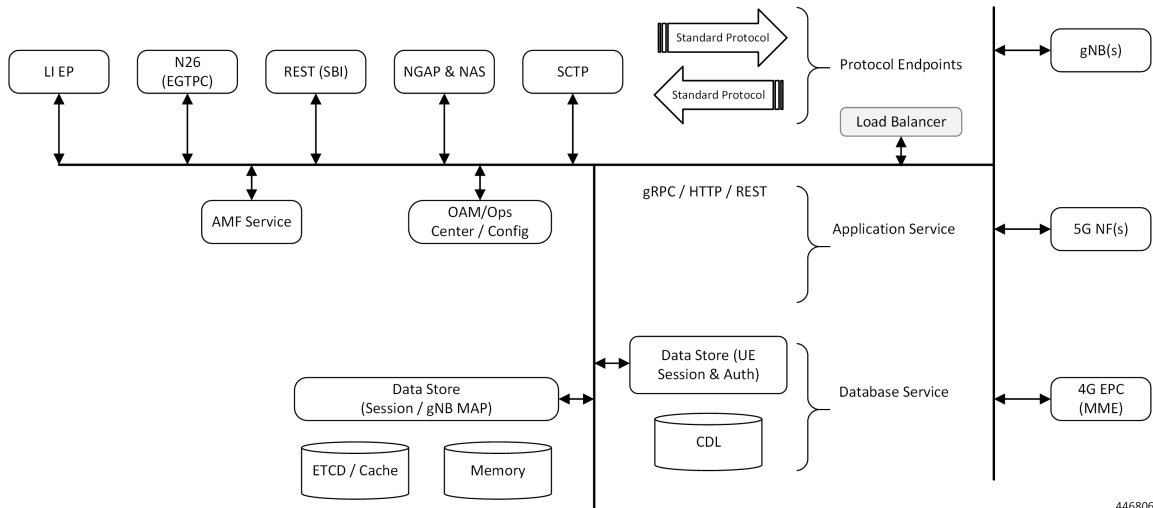 LI EP
N26
(EGTPC)
REST (SBI)
NGAP & NAS
SCTP
Standard Protocol
Standard Protocol
Protocol Endpoints
gNB(s)
Load Balancer
AMF Service
OAM/Ops
Center / Config
gRPC / HTTP / REST
Application Service
5G NF(s)
Data Store (UE
Session & Auth)
Data Store
(Session / gNB MAP)
Database Service
4G EPC
(MME)
ETCD / Cache
Memory
CDL
446806